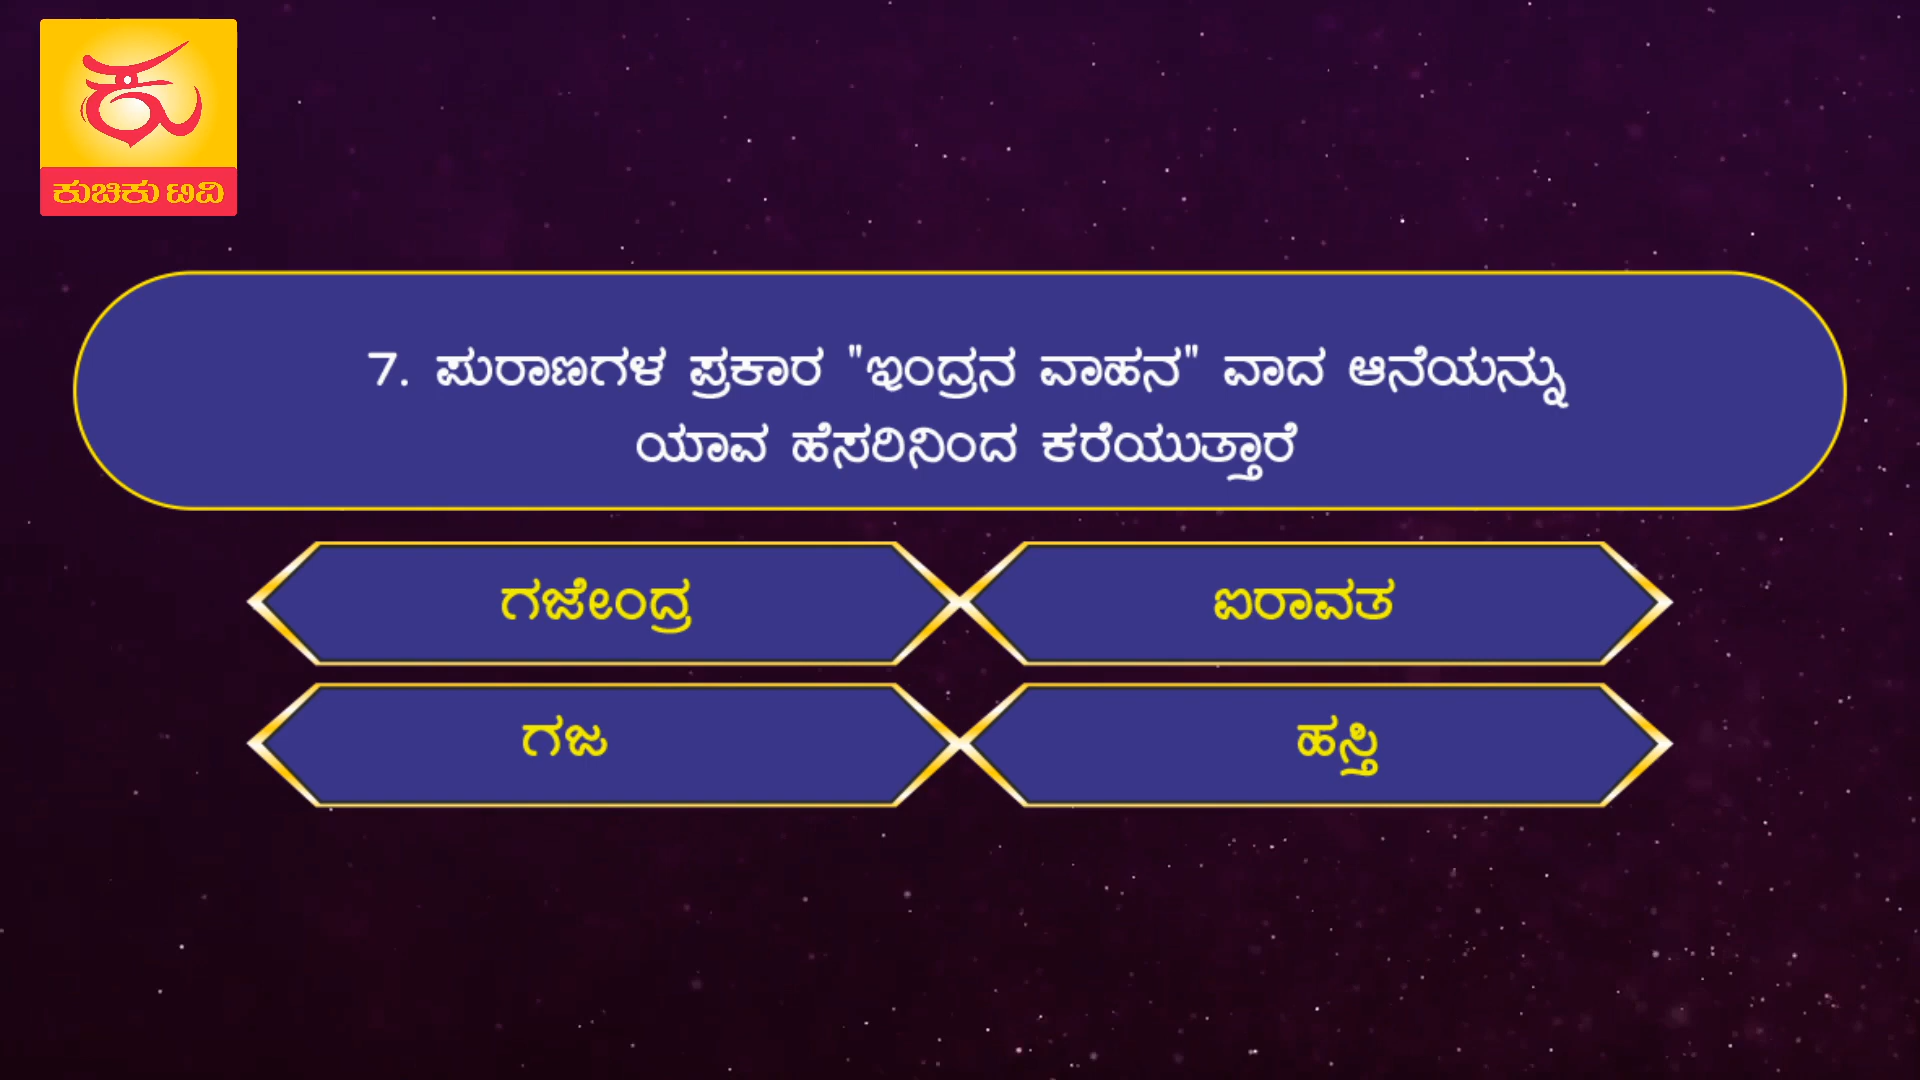 ಕ
ಕುಚಿಕು ಟಿವಿ
7. ಪುರಾಣಗಳ ಪ್ರಕಾರ "ಇಂದ್ರನ ವಾಹನ" ವಾದ ಆನೆಯನ್ನು
ಯಾವ ಹೆಸರಿನಿಂದ ಕರೆಯುತ್ತಾರೆ
ಗಜೇಂದ್ರ
ಐರಾವತ
ಗಜ
ಹಸ್ತಿ